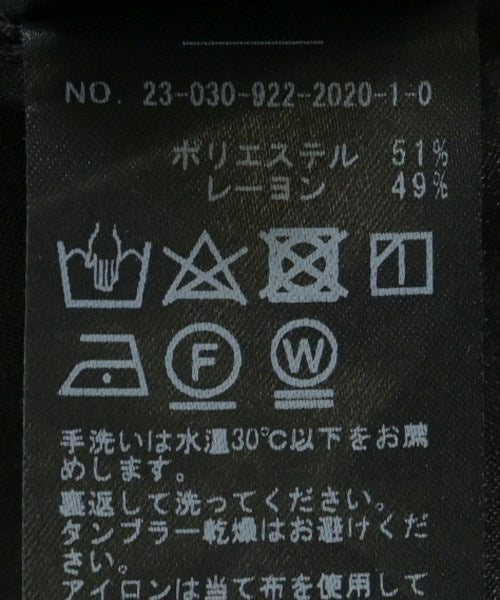 NO. 23-030-922-2020-1-0
ポリエステル 51%
レーヨン 49%
F W
手洗いは水温30℃以下をお薦
めします。
裏返して洗ってください。
タンブラー乾燥はお避けくだ
さい。
アイロンは当て布を使用して